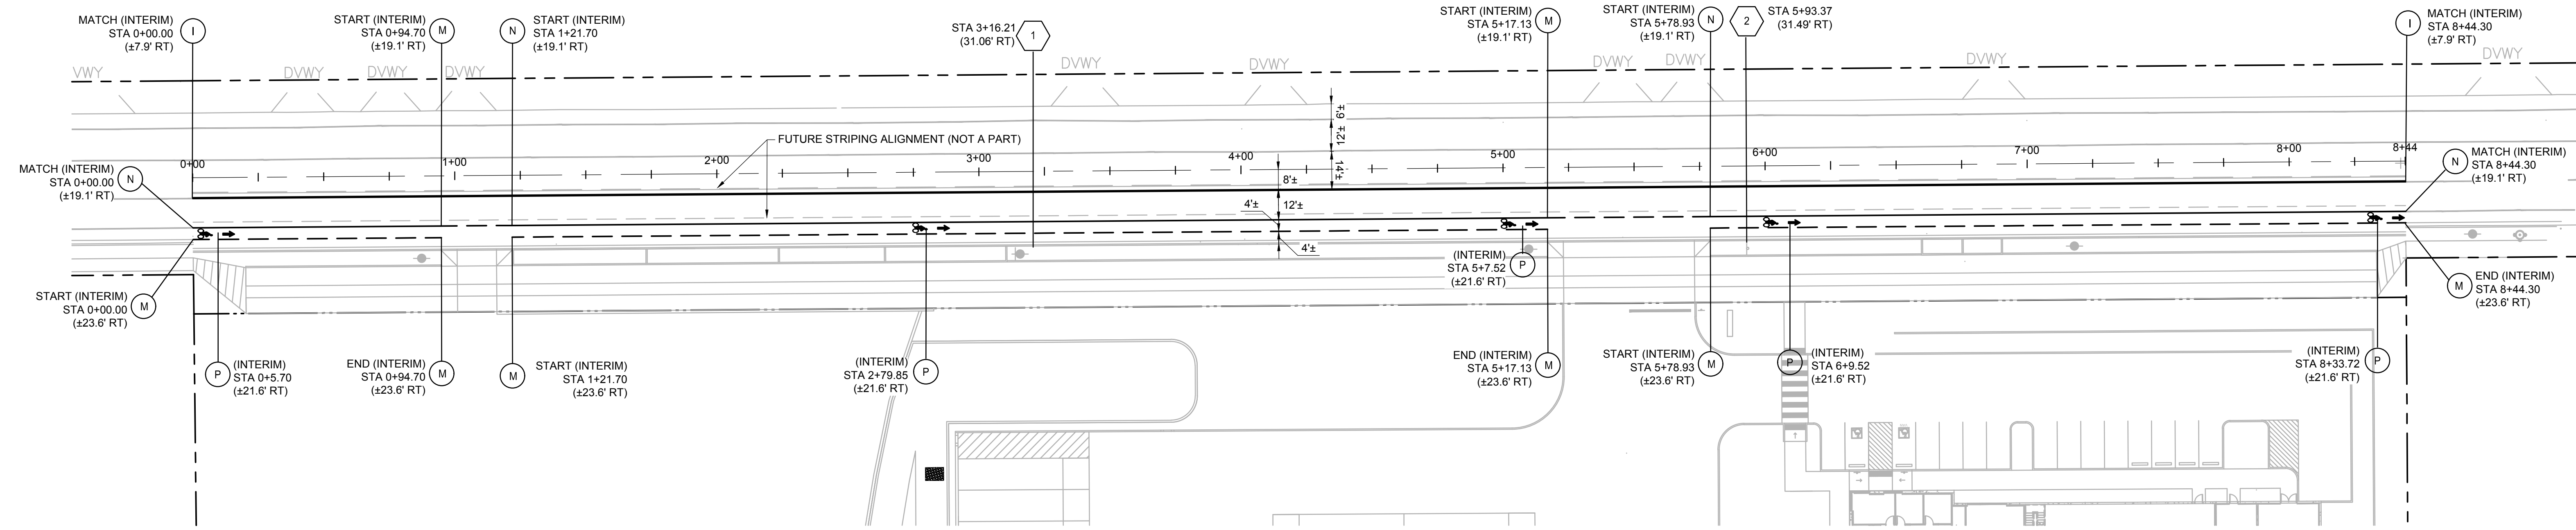 MATCH (INTERIM)
STA 0+00.00
(±7.9' RT)
I
START (INTERIM)
STA 0+94.70
(±19.1' RT)
M
N
START (INTERIM)
STA 1+21.70
(±19.1' RT)
STA 3+16.21
(31.06' RT)
1
START (INTERIM)
STA 5+17.13
(±19.1' RT)
M
START (INTERIM)
STA 5+78.93
(±19.1' RT)
N
2
STA 5+93.37
(31.49' RT)
I
MATCH (INTERIM)
STA 8+44.30
(±7.9' RT)
VWY
DVWY
DVWY
DVWY
DVWY
DVWY
DVWY
DVWY
DVWY
DVWY
6'±
12'±
14'±
FUTURE STRIPING ALIGNMENT (NOT A PART)
0+00
1+00
2+00
3+00
4+00
5+00
6+00
7+00
8+00
8+44
MATCH (INTERIM)
STA 0+00.00
(±19.1' RT)
N
8'±
12'±
4'±
4'±
N
MATCH (INTERIM)
STA 8+44.30
(±19.1' RT)
START (INTERIM)
STA 0+00.00
(±23.6' RT)
M
(INTERIM)
STA 5+7.52
(±21.6' RT)
P
M
END (INTERIM)
STA 8+44.30
(±23.6' RT)
P
(INTERIM)
STA 0+5.70
(±21.6' RT)
END (INTERIM)
STA 0+94.70
(±23.6' RT)
M
M
START (INTERIM)
STA 1+21.70
(±23.6' RT)
(INTERIM)
STA 2+79.85
(±21.6' RT)
P
END (INTERIM)
STA 5+17.13
(±23.6' RT)
M
START (INTERIM)
STA 5+78.93
(±23.6' RT)
M
P
(INTERIM)
STA 6+9.52
(±21.6' RT)
(INTERIM)
STA 8+33.72
(±21.6' RT)
P